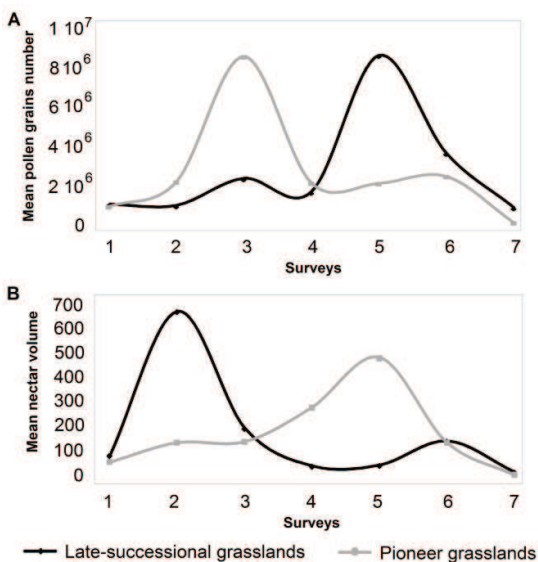 A
Mean pollen grains number
1 10⁷
8 10⁶
6 10⁶
4 10⁶
2 10⁶
0
1 2 3 4 5 6 7
Surveys
B
Mean nectar volume
700
600
500
400
300
200
100
0
1 2 3 4 5 6 7
Surveys
Late-successional grasslands Pioneer grasslands